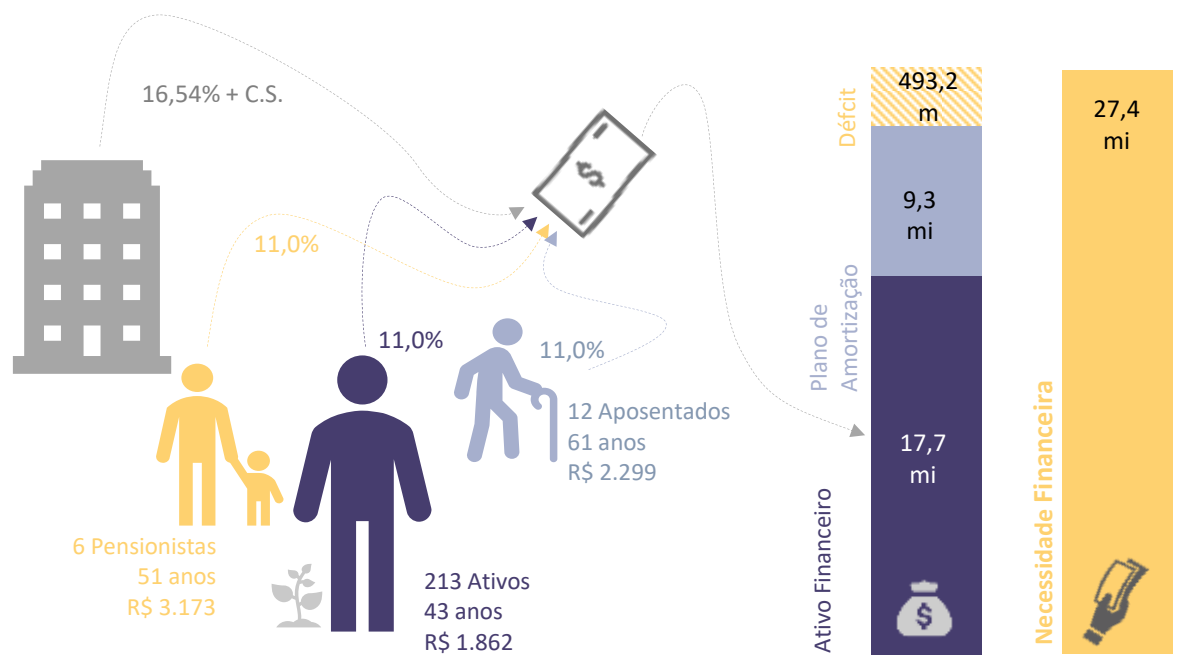 16,54% + C.S.
11,0%
11,0%
11,0%
$
6 Pensionistas
51 anos
R$ 3.173
213 Ativos
43 anos
R$ 1.862
12 Aposentados
61 anos
R$ 2.299
Défcit
493,2
m
Plano de
Amortização
9,3
mi
Ativo Financeiro
17,7
mi
$
Necessidade Financeira
27,4
mi